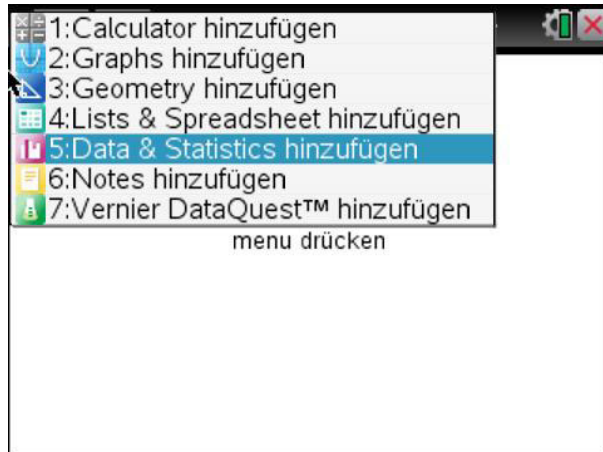 1:Calculator hinzufügen
2:Graphs hinzufügen
3:Geometry hinzufügen
4:Lists & Spreadsheet hinzufügen
5:Data & Statistics hinzufügen
6:Notes hinzufügen
7:Vernier DataQuest™ hinzufügen
menu drücken